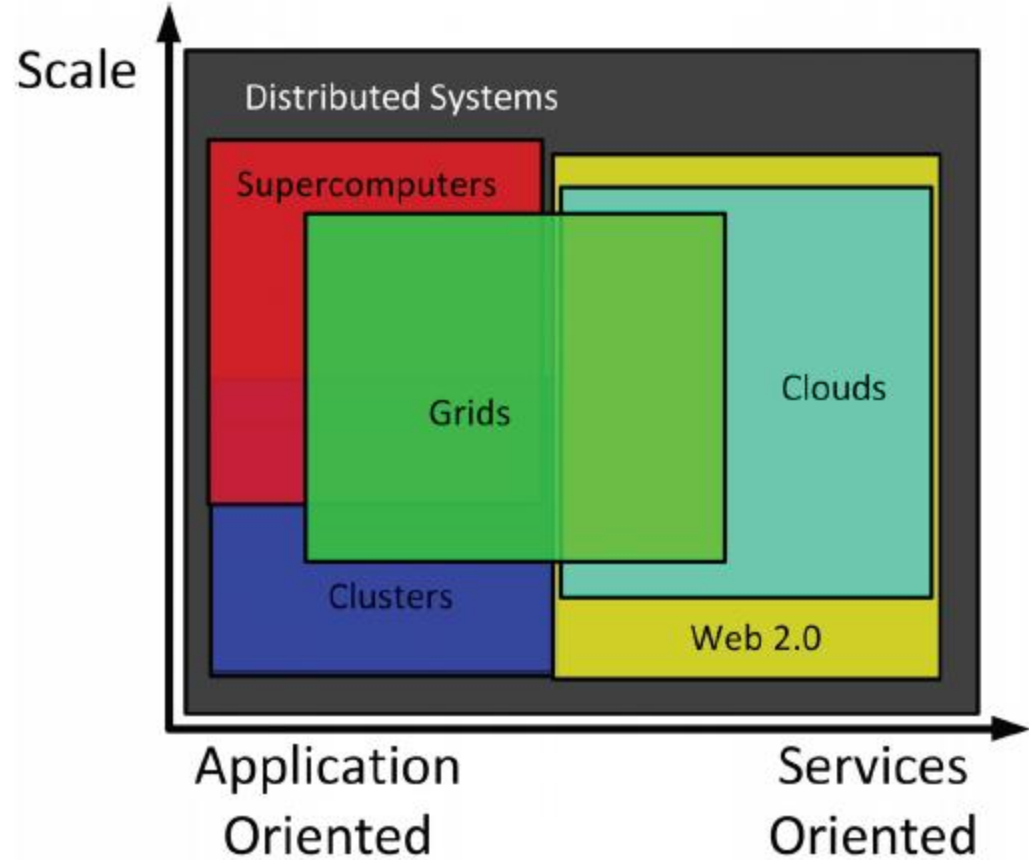 Scale
Distributed Systems
Supercomputers
Grids
Clouds
Clusters
Web 2.0
Application
Oriented
Services
Oriented